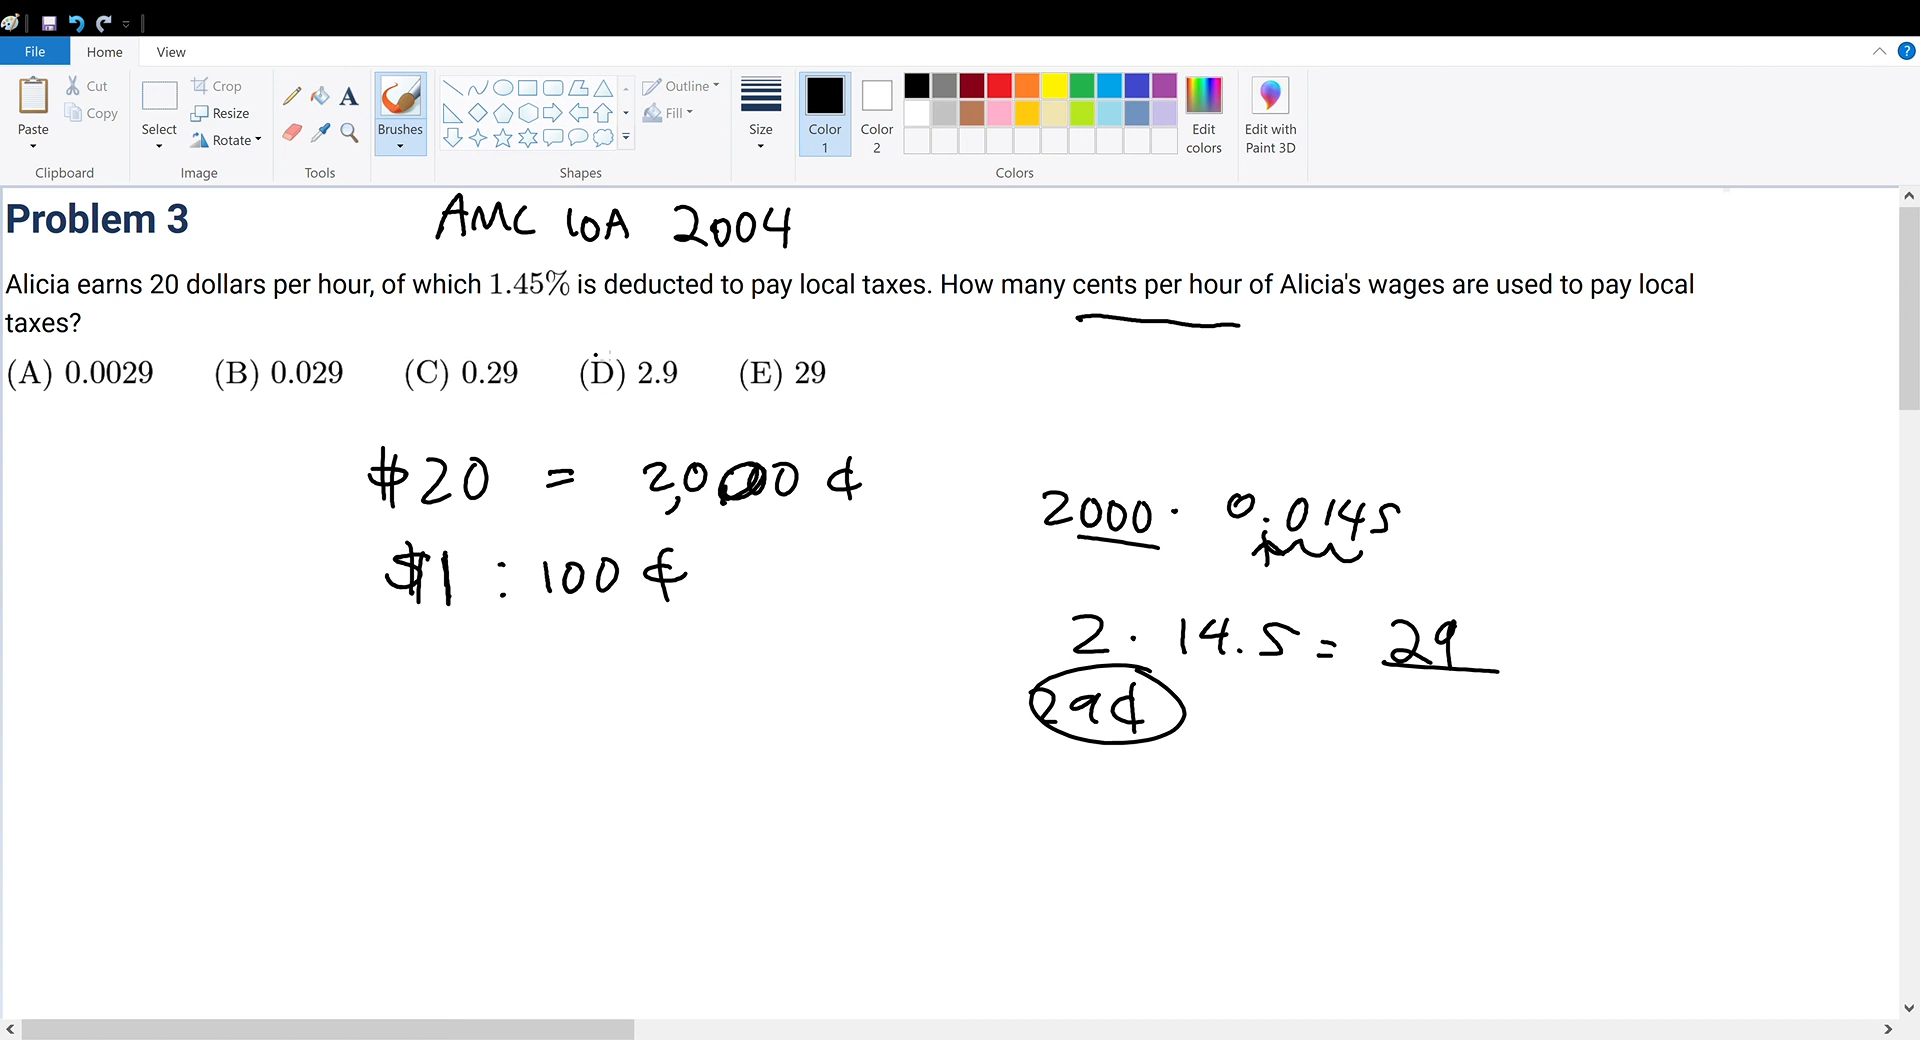 File Home View
Paste
Cut
Copy
Clipboard
Select
Crop
Resize
Rotate
Image
A
Tools
Brushes
Shapes
Outline
Fill
Size
Color 1
Color 2
Colors
Edit colors
Edit with Paint 3D
?
Problem 3 AMC 10A 2004
Alicia earns 20 dollars per hour, of which 1.45% is deducted to pay local taxes. How many cents per hour of Alicia's wages are used to pay local
taxes?
(A) 0.0029 (B) 0.029 (C) 0.29 (D) 2.9 (E) 29
$20 = 2,000 ¢
$1 : 100 ¢
2000 · 0.0145
2 · 14.5 = 29
29¢